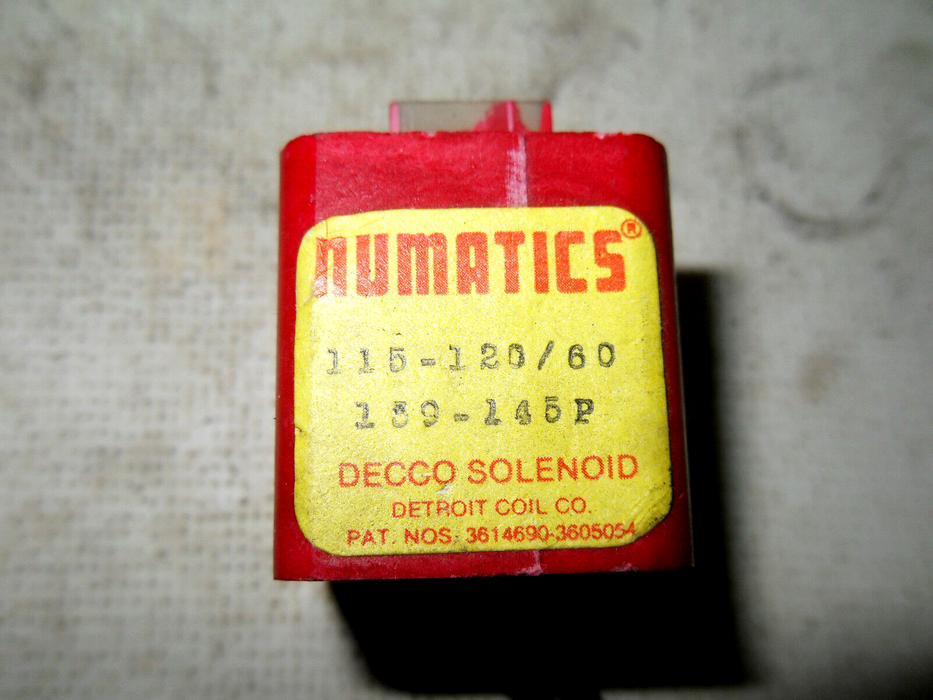 NUMATICS®
115-120/60
139-145P
DECCO SOLENOID
DETROIT COIL CO.
PAT. NOS. 3614690-3605054